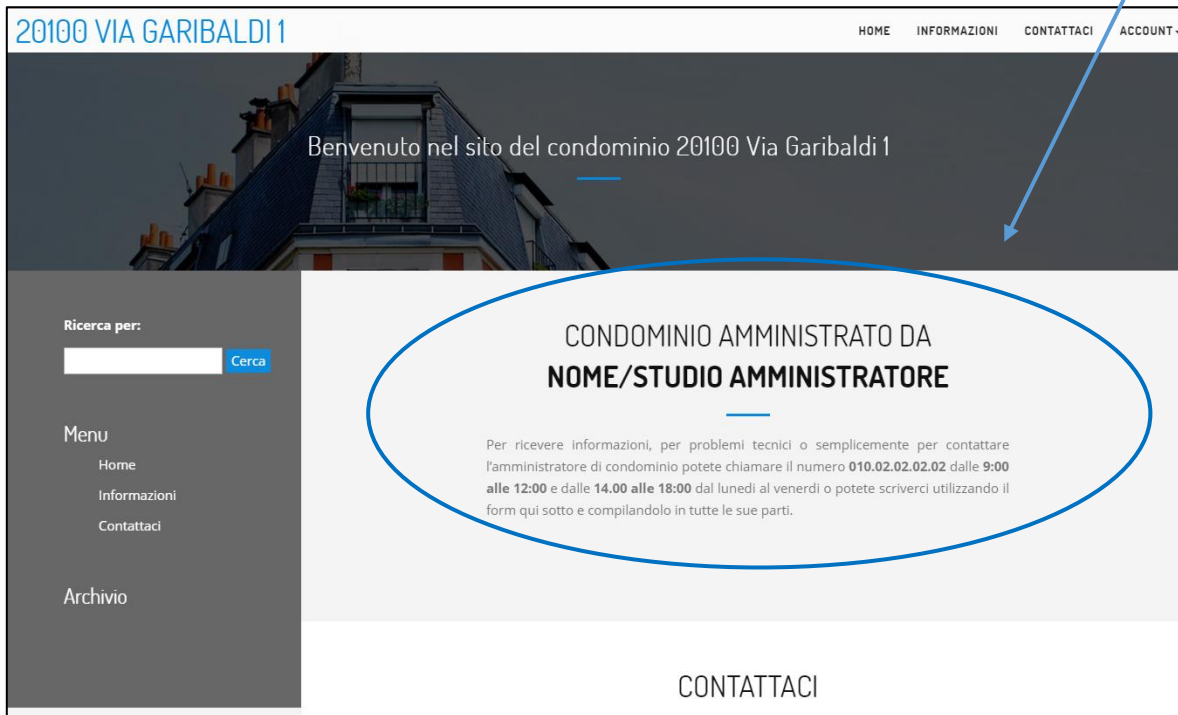 20100 VIA GARIBALDI 1
HOME INFORMAZIONI CONTATTACI ACCOUNT
Benvenuto nel sito del condominio 20100 Via Garibaldi 1
Ricerca per:
Cerca
Menu
Home
Informazioni
Contattaci
Archivio
CONDOMINIO AMMINISTRATO DA
NOME/STUDIO AMMINISTRATORE
Per ricevere informazioni, per problemi tecnici o semplicemente per contattare
l'amministratore di condominio potete chiamare il numero 010.02.02.02.02 dalle 9:00
alle 12:00 e dalle 14.00 alle 18:00 dal lunedi al venerdi o potete scriverci utilizzando il
form qui sotto e compilandolo in tutte le sue parti.
CONTATTACI